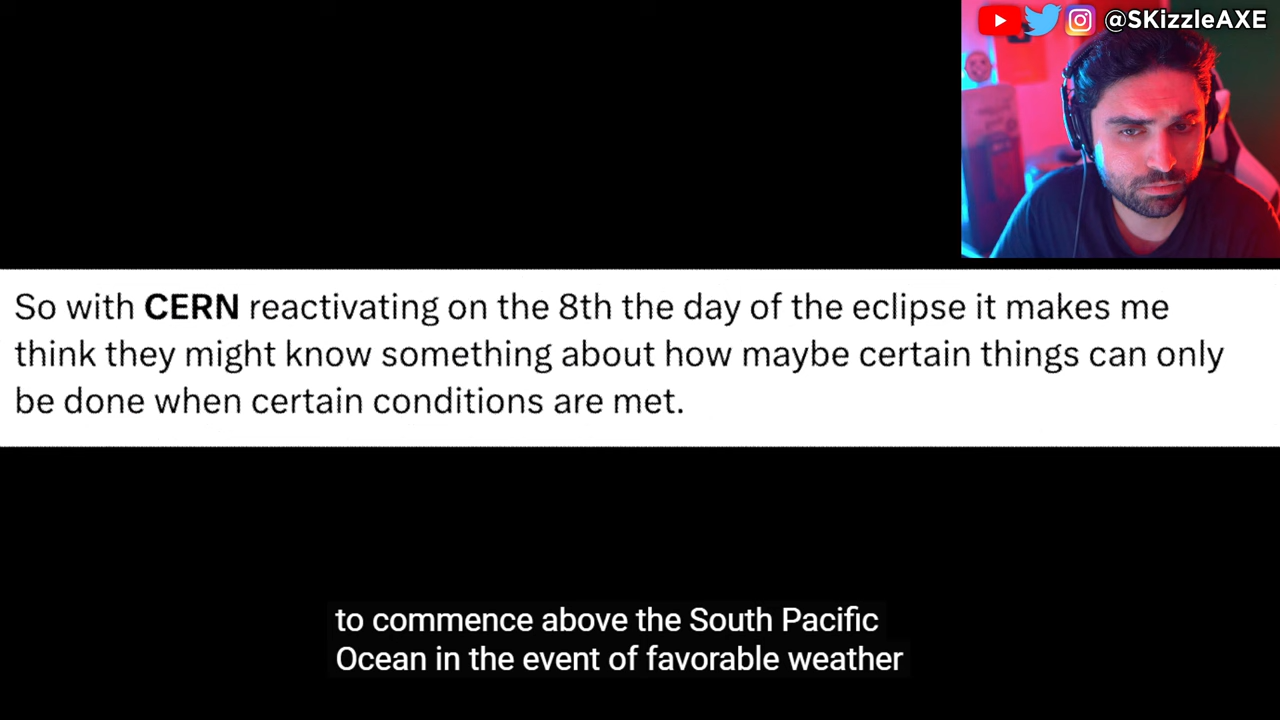 @SKizzleAXE
So with CERN reactivating on the 8th the day of the eclipse it makes me
think they might know something about how maybe certain things can only
be done when certain conditions are met.
to commence above the South Pacific
Ocean in the event of favorable weather